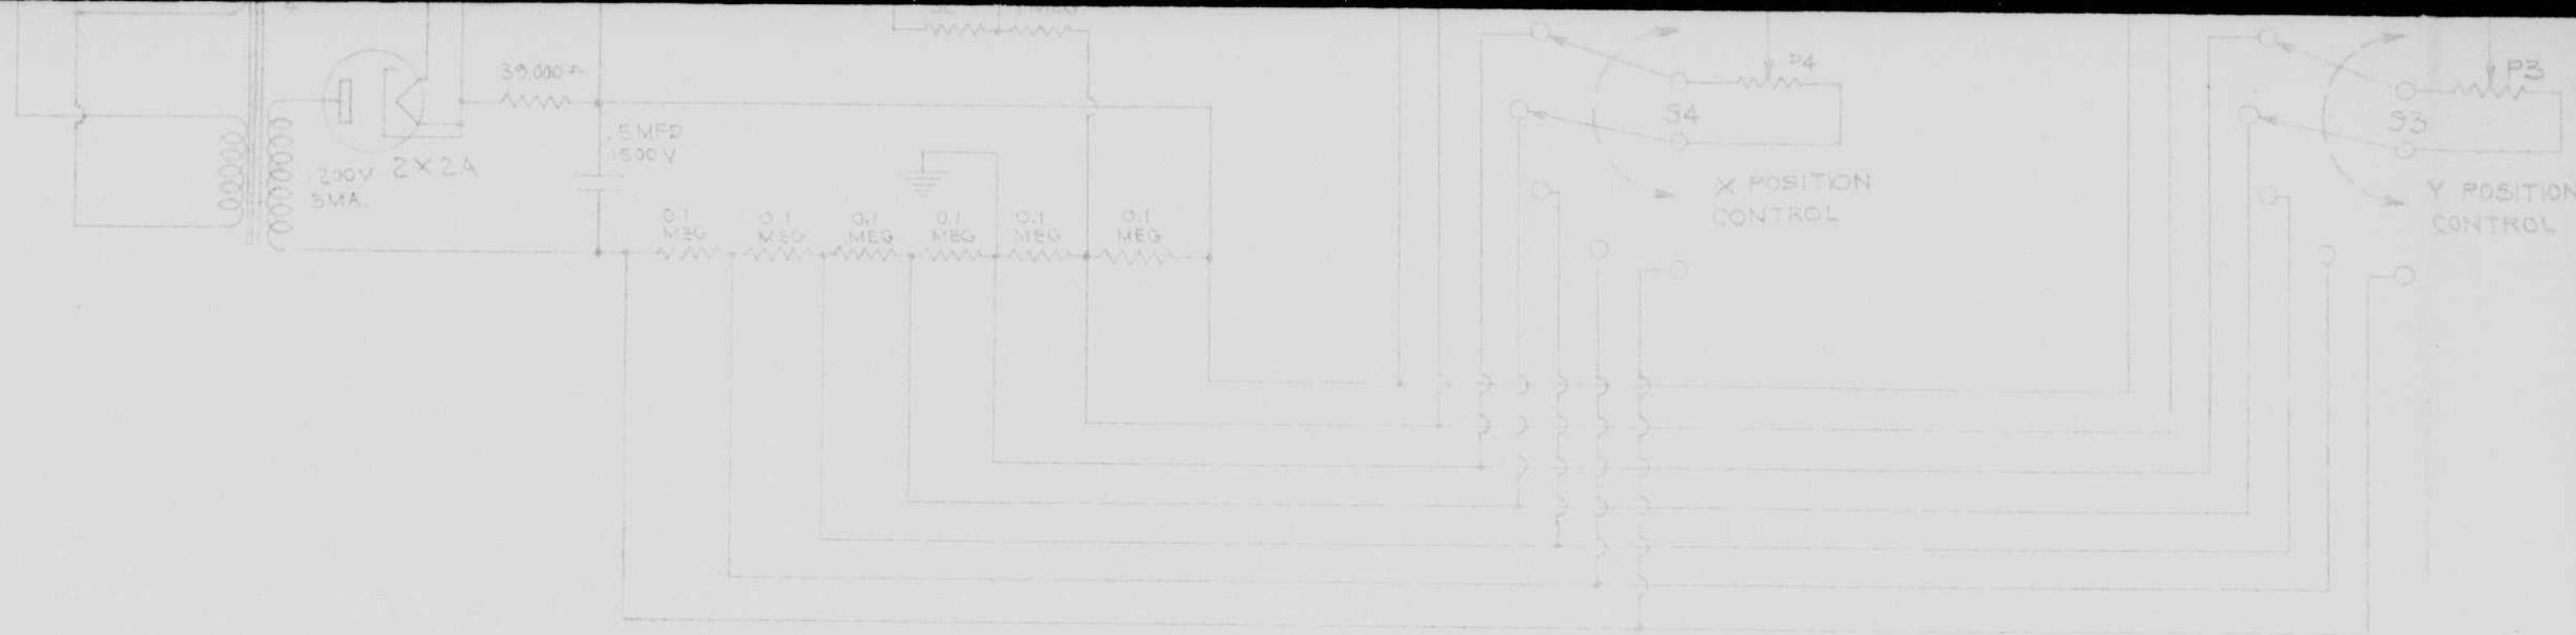 39,000
.5 MFD
500 V
200V
5MA.
2X2A
0.1
MEG
0.1
MEG
0.1
MEG
0.1
MEG
0.1
MEG
0.1
MEG
P4
S4
X POSITION
CONTROL
P3
S3
Y POSITION
CONTROL